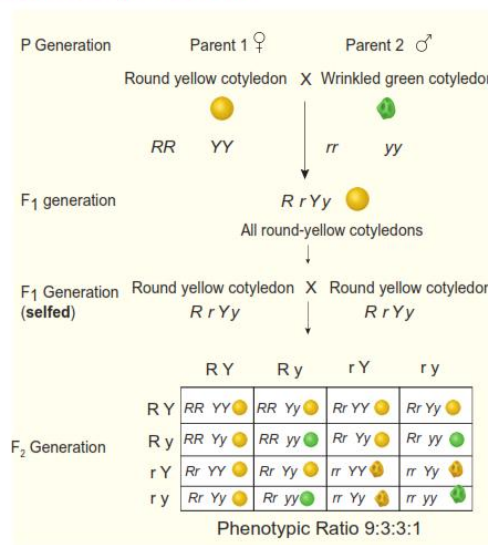 P Generation Parent 1 ♀ Parent 2 ♂
Round yellow cotyledon X Wrinkled green cotyledon
RR YY rr yy
F1 generation R r Y y
All round-yellow cotyledons
F1 Generation Round yellow cotyledon X Round yellow cotyledon
(selfed) R r Y y R r Y y
R Y R y r Y r y
R Y RR YY RR Yy Rr YY Rr Yy
R y RR Yy RR yy Rr Yy Rr yy
F2 Generation
r Y Rr YY Rr Yy rr YY rr Yy
r y Rr Yy Rr yy rr Yy rr yy
Phenotypic Ratio 9:3:3:1